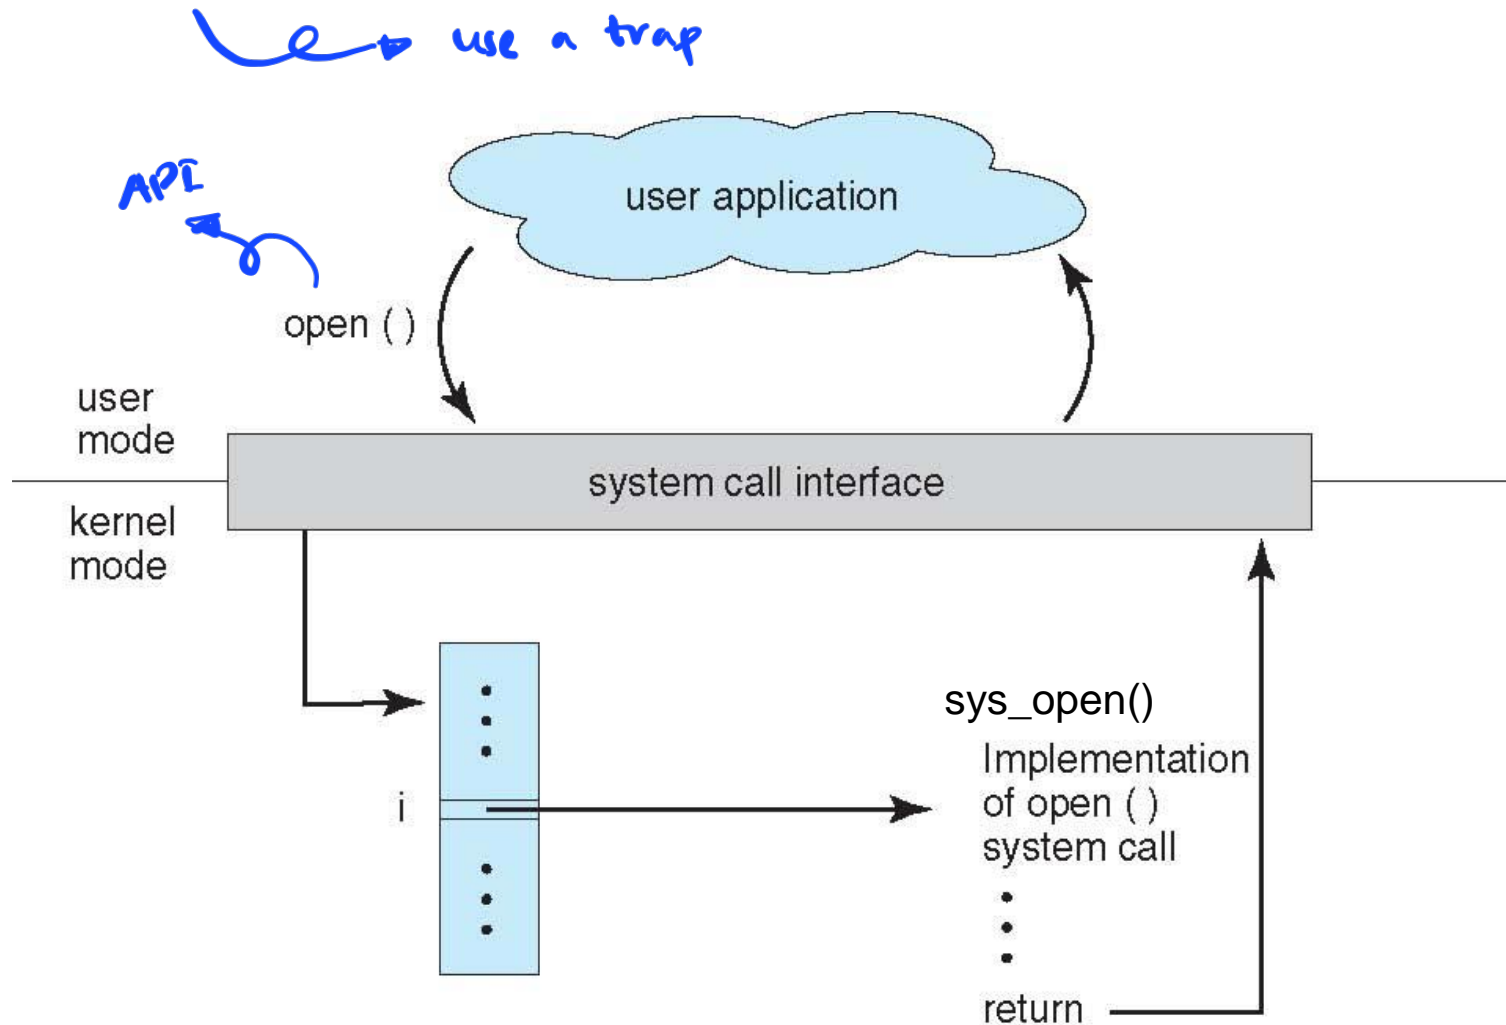 use a trap
API
user application
open ( )
user
mode
system call interface
kernel
mode
sys_open()
Implementation
of open ( )
system call
i
return